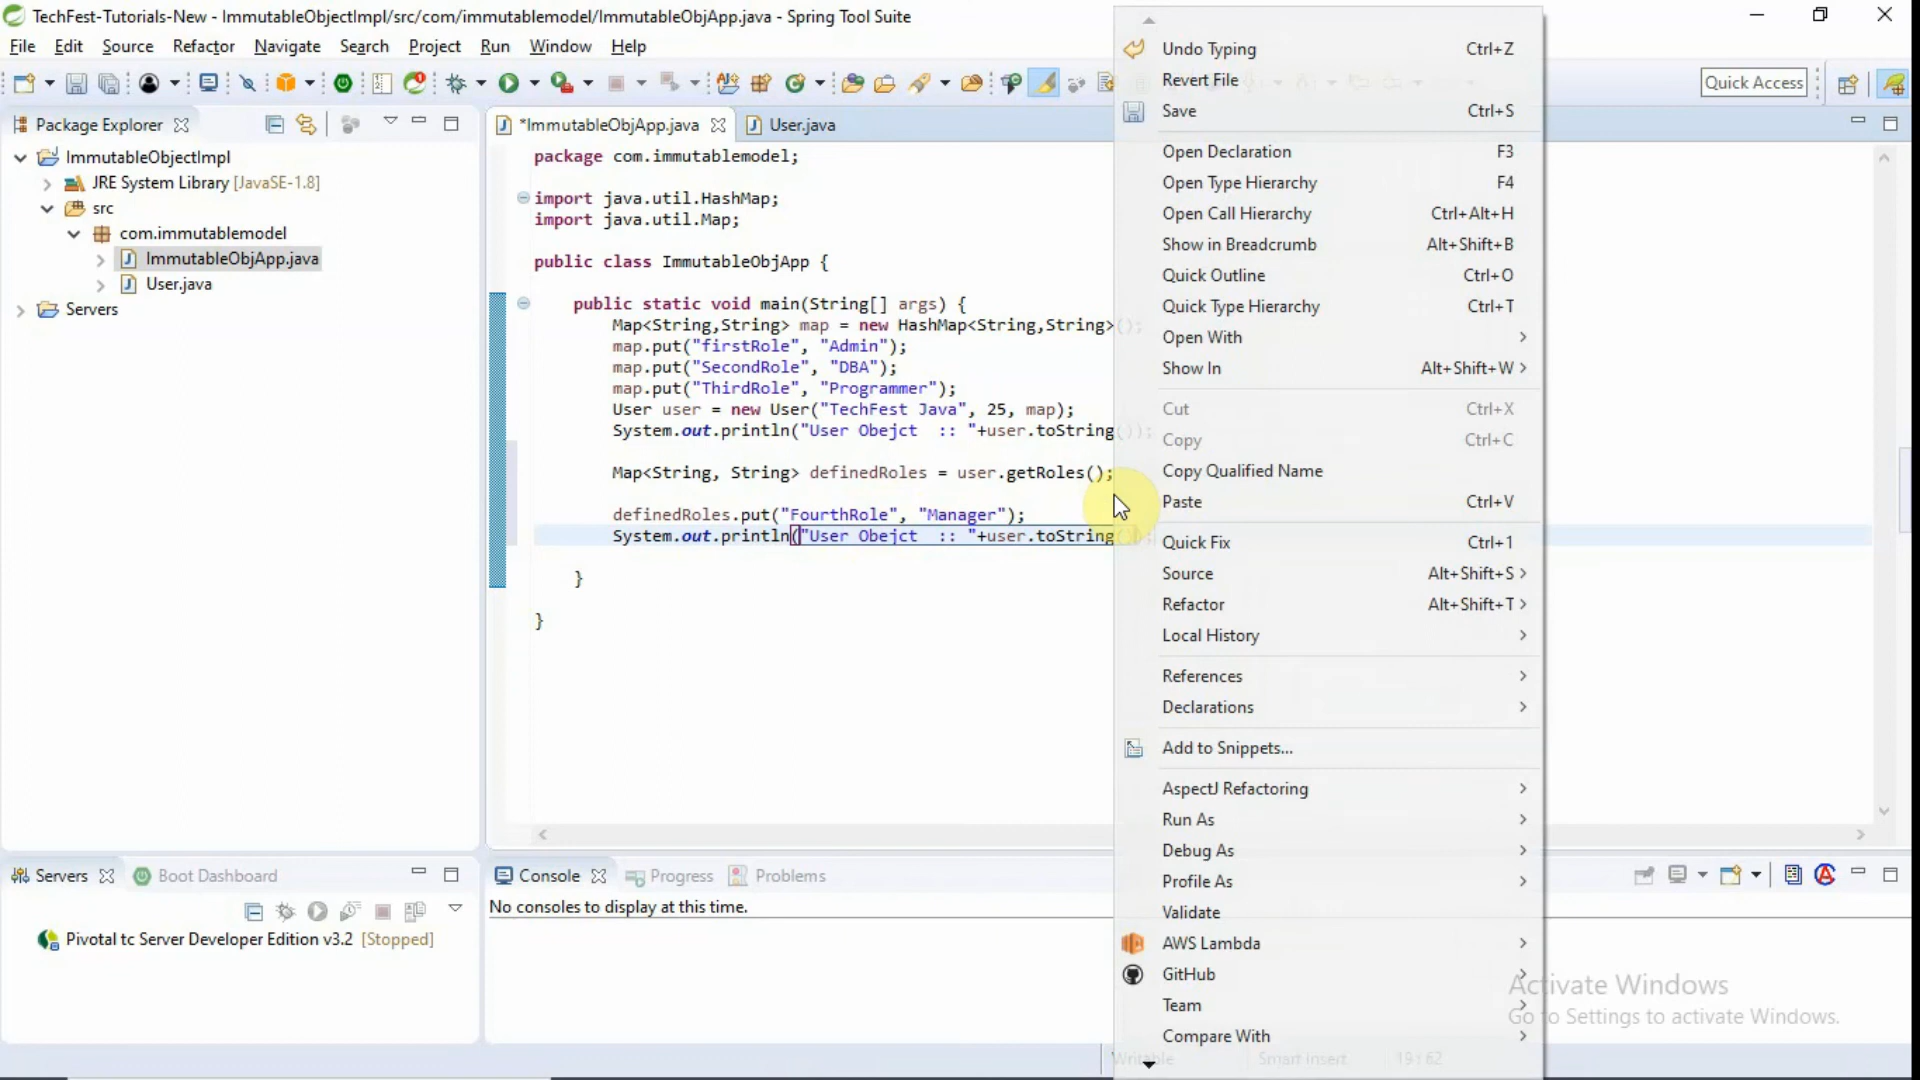 TechFest-Tutorials-New - ImmutableObjectImpl/src/com/immutablemodel/ImmutableObjApp.java - Spring Tool Suite
File Edit Source Refactor Navigate Search Project Run Window Help
Quick Access
Package Explorer
ImmutableObjectImpl
JRE System Library [JavaSE-1.8]
src
com.immutablemodel
ImmutableObjApp.java
User.java
Servers
*ImmutableObjApp.java
User.java
package com.immutablemodel;
import java.util.HashMap;
import java.util.Map;
public class ImmutableObjApp {
public static void main(String[] args) {
Map<String,String> map = new HashMap<String,String>();
map.put("firstRole", "Admin");
map.put("SecondRole", "DBA");
map.put("ThirdRole", "Programmer");
User user = new User("TechFest Java", 25, map);
System.out.println("User Obejct :: "+user.toString());
Map<String, String> definedRoles = user.getRoles();
definedRoles.put("FourthRole", "Manager");
System.out.println("User Obejct :: "+user.toString());
}
}
Undo Typing Ctrl+Z
Revert File
Save Ctrl+S
Open Declaration F3
Open Type Hierarchy F4
Open Call Hierarchy Ctrl+Alt+H
Show in Breadcrumb Alt+Shift+B
Quick Outline Ctrl+O
Quick Type Hierarchy Ctrl+T
Open With
Show In Alt+Shift+W
Cut Ctrl+X
Copy Ctrl+C
Copy Qualified Name
Paste Ctrl+V
Quick Fix Ctrl+1
Source Alt+Shift+S
Refactor Alt+Shift+T
Local History
References
Declarations
Add to Snippets...
AspectJ Refactoring
Run As
Debug As
Profile As
Validate
AWS Lambda
GitHub
Team
Compare With
Servers
Boot Dashboard
Pivotal tc Server Developer Edition v3.2 [Stopped]
Console
Progress
Problems
No consoles to display at this time.
Activate Windows
Go to Settings to activate Windows.
Writable Smart Insert 19:62